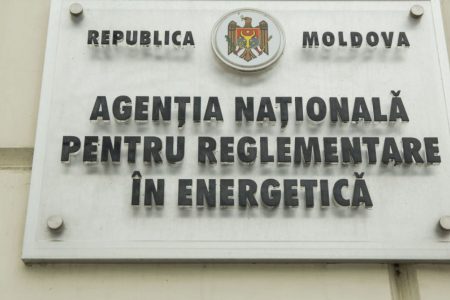 REPUBLICA MOLDOVA
AGENȚIA NAȚIONALĂ
PENTRU REGLEMENTARE
ÎN ENERGETICĂ